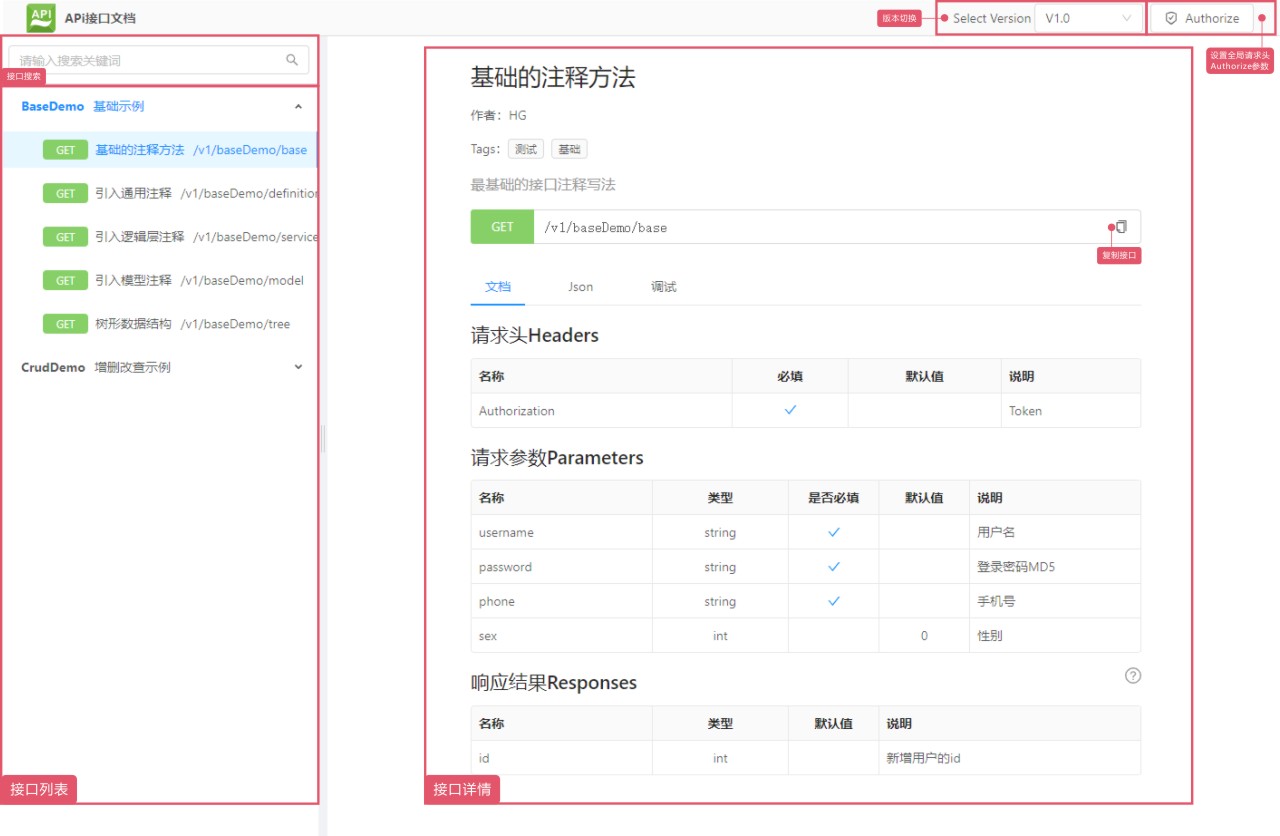 API
APi接口文档
版本切换
Select Version
V1.0
Authorize
设置全局请求头
Authorize参数
请输入搜索关键词
接口搜索
BaseDemo 基础示例
GET 基础的注释方法 /v1/baseDemo/base
GET 引入通用注释 /v1/baseDemo/definition
GET 引入逻辑层注释 /v1/baseDemo/service
GET 引入模型注释 /v1/baseDemo/model
GET 树形数据结构 /v1/baseDemo/tree
CrudDemo 增删改查示例
接口列表
基础的注释方法
作者：HG
Tags： 测试 基础
最基础的接口注释写法
GET /v1/baseDemo/base
复制接口
文档 Json 调试
请求头Headers
名称 必填 默认值 说明
Authorization Token
请求参数Parameters
名称 类型 是否必填 默认值 说明
username string 用户名
password string 登录密码MD5
phone string 手机号
sex int 0 性别
响应结果Responses
名称 类型 默认值 说明
id int 新增用户的id
接口详情